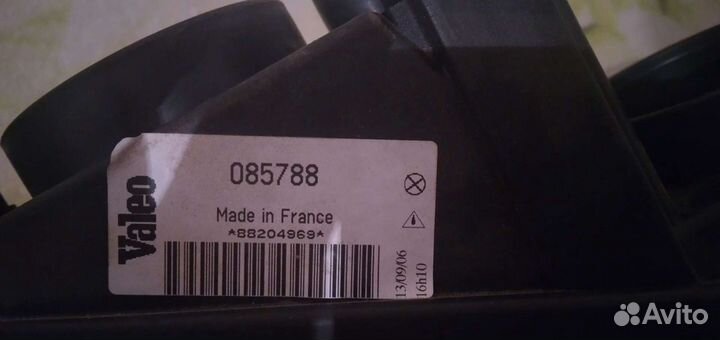 Valeo
085788
Made in France
*88204969*
13/09/06
16h10
Avito